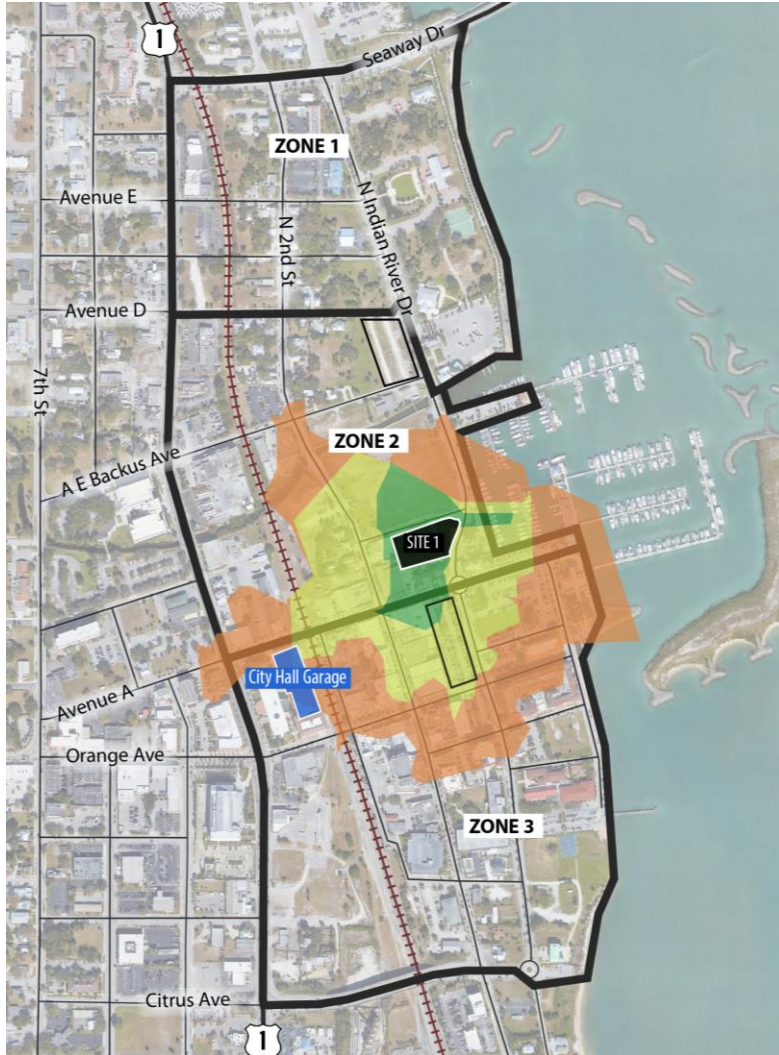 1
Seaway Dr
ZONE 1
Avenue E
N 2nd St
N Indian River Dr
Avenue D
7th St
ZONE 2
A E Backus Ave
SITE 1
City Hall Garage
Avenue A
Orange Ave
ZONE 3
Citrus Ave
1